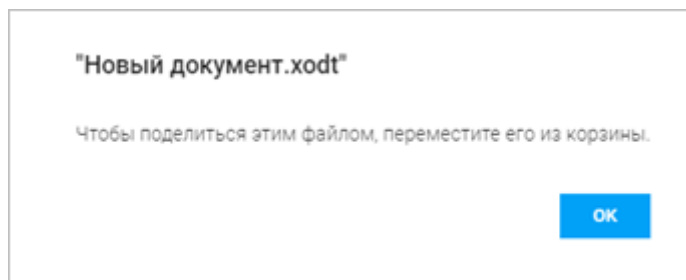 "Новый документ.xodt"
Чтобы поделиться этим файлом, переместите его из корзины.
ОК